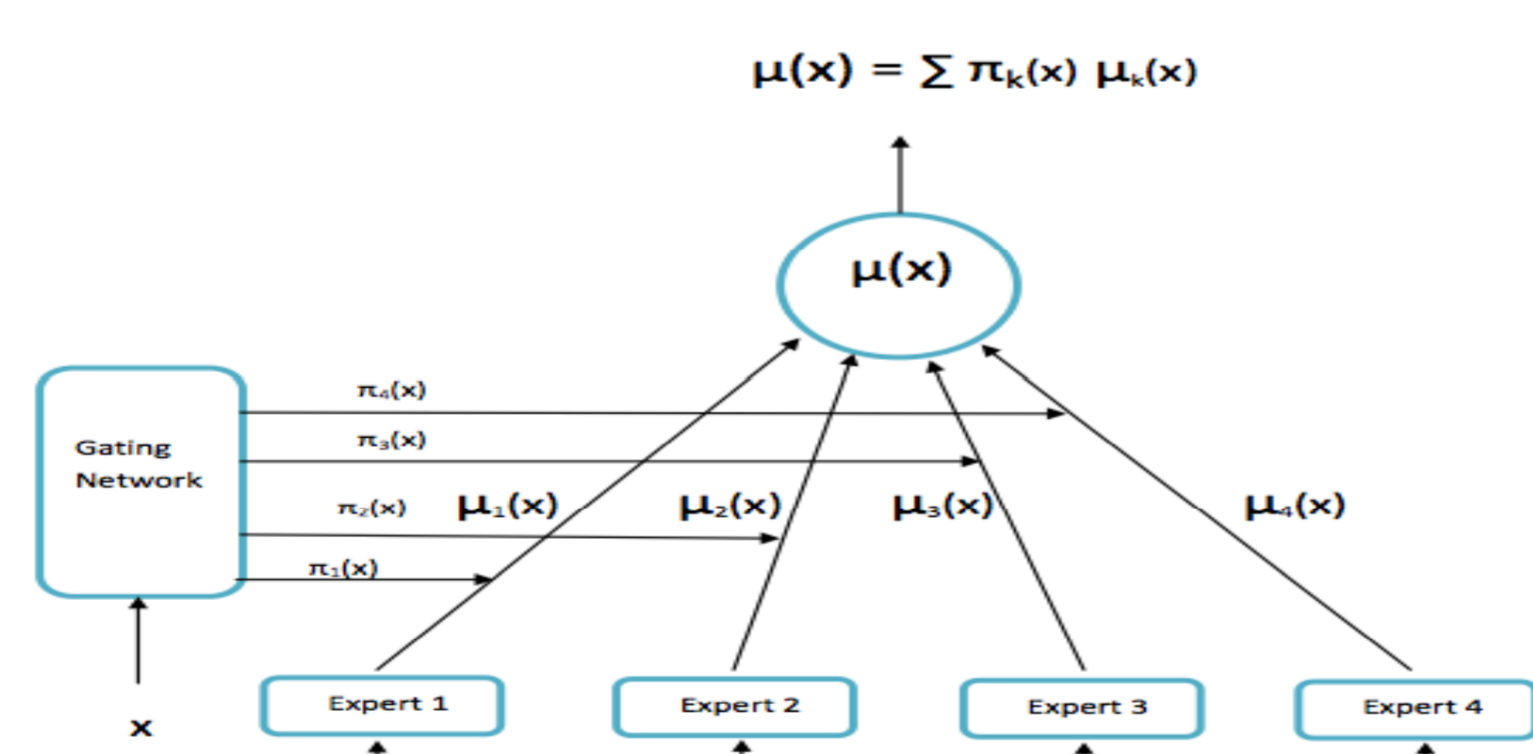 μ(x) = ∑ πₖ(x) μₖ(x)
μ(x)
π₄(x)
Gating
Network
π₃(x)
π₂(x)
μ₁(x)
μ₂(x)
μ₃(x)
μ₄(x)
π₁(x)
x
Expert 1
Expert 2
Expert 3
Expert 4